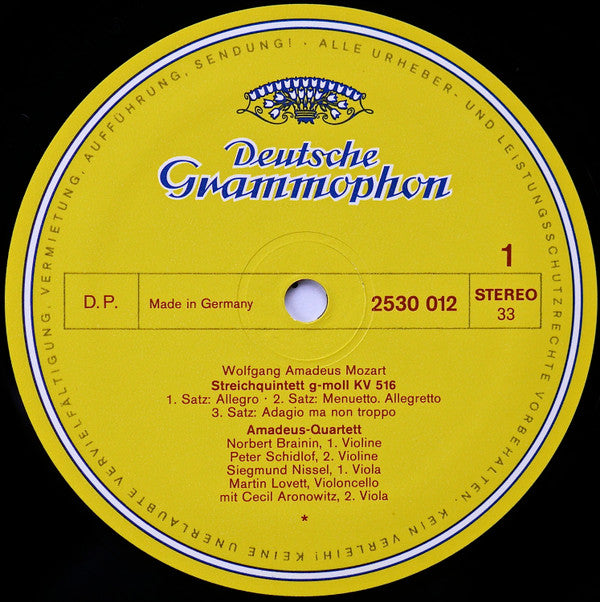 ALLE URHEBER- UND LEISTUNGSSCHUTZRECHTE VORBEHALTEN. KEIN VERLEIH! KEINE UNERLAUBTE VERVIELFÄLTIGUNG, VERMIETUNG, AUFFÜHRUNG, SENDUNG! ·
Deutsche
Grammophon
1
D.P.
Made in Germany
2530 012
STEREO
33
Wolfgang Amadeus Mozart
Streichquintett g-moll KV 516
1. Satz: Allegro · 2. Satz: Menuetto. Allegretto
3. Satz: Adagio ma non troppo
Amadeus-Quartett
Norbert Brainin, 1. Violine
Peter Schidlof, 2. Violine
Siegmund Nissel, 1. Viola
Martin Lovett, Violoncello
mit Cecil Aronowitz, 2. Viola
*